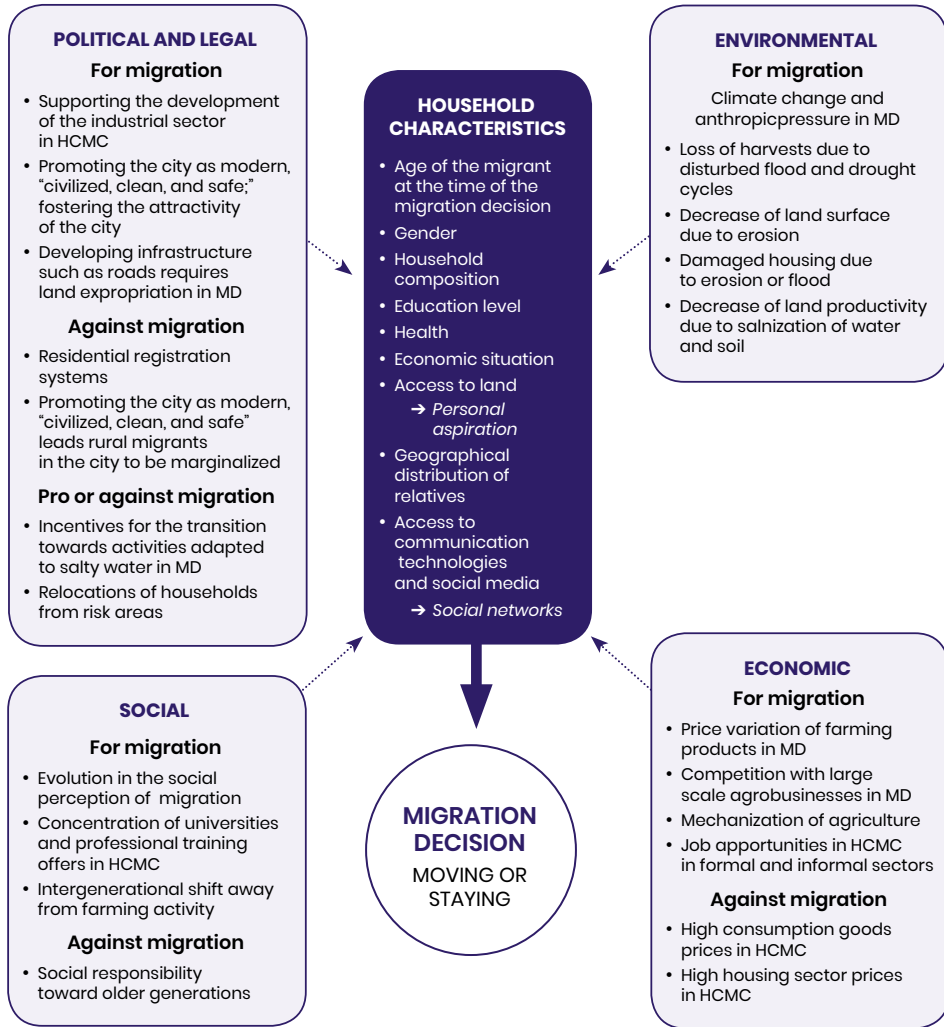 POLITICAL AND LEGAL
For migration
• Supporting the development
of the industrial sector
in HCMC
• Promoting the city as modern,
“civilized, clean, and safe;”
fostering the attractivity
of the city
• Developing infrastructure
such as roads requires
land expropriation in MD
Against migration
• Residential registration
systems
• Promoting the city as modern,
“civilized, clean, and safe”
leads rural migrants
in the city to be marginalized
Pro or against migration
• Incentives for the transition
towards activities adapted
to salty water in MD
• Relocations of households
from risk areas
HOUSEHOLD
CHARACTERISTICS
• Age of the migrant
at the time of the
migration decision
• Gender
• Household
composition
• Education level
• Health
• Economic situation
• Access to land
➔ Personal
aspiration
• Geographical
distribution of
relatives
• Access to
communication
technologies
and social media
➔ Social networks
ENVIRONMENTAL
For migration
Climate change and
anthropicpressure in MD
• Loss of harvests due to
disturbed flood and drought
cycles
• Decrease of land surface
due to erosion
• Damaged housing due
to erosion or flood
• Decrease of land productivity
due to salnization of water
and soil
SOCIAL
For migration
• Evolution in the social
perception of migration
• Concentration of universities
and professional training
offers in HCMC
• Intergenerational shift away
from farming activity
Against migration
• Social responsibility
toward older generations
MIGRATION
DECISION
MOVING OR
STAYING
ECONOMIC
For migration
• Price variation of farming
products in MD
• Competition with large
scale agrobusinesses in MD
• Mechanization of agriculture
• Job apportunities in HCMC
in formal and informal sectors
Against migration
• High consumption goods
prices in HCMC
• High housing sector prices
in HCMC